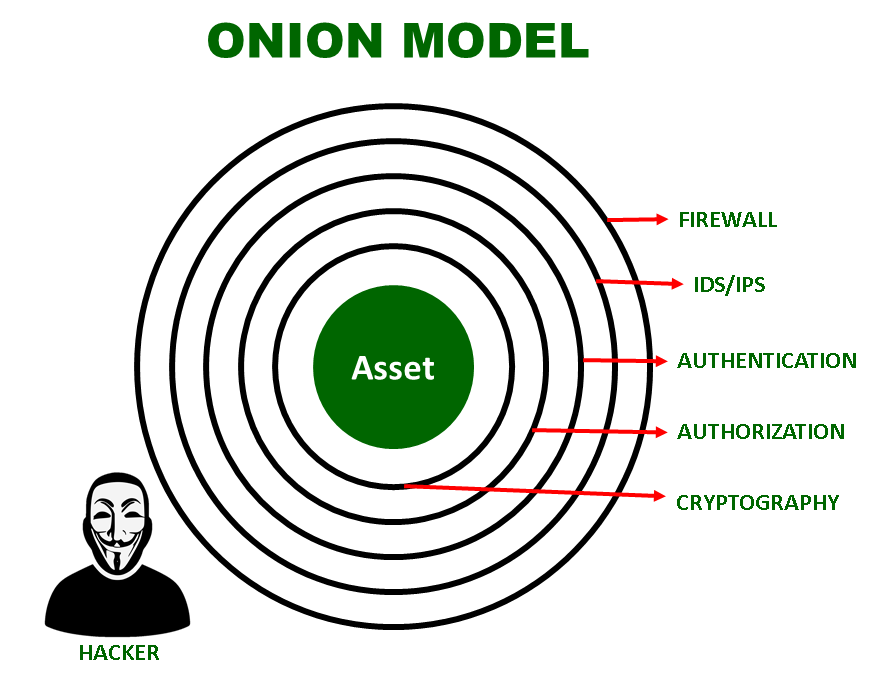 ONION MODEL
FIREWALL
IDS/IPS
Asset
AUTHENTICATION
AUTHORIZATION
CRYPTOGRAPHY
HACKER